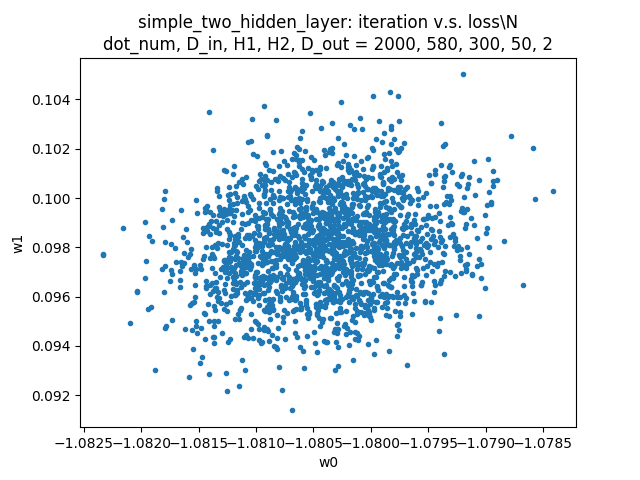 simple_two_hidden_layer: iteration v.s. loss\N
dot_num, D_in, H1, H2, D_out = 2000, 580, 300, 50, 2
0.104
0.102
0.100
0.098
0.096
0.094
0.092
w1
−1.0825 −1.0820 −1.0815 −1.0810 −1.0805 −1.0800 −1.0795 −1.0790 −1.0785
w0